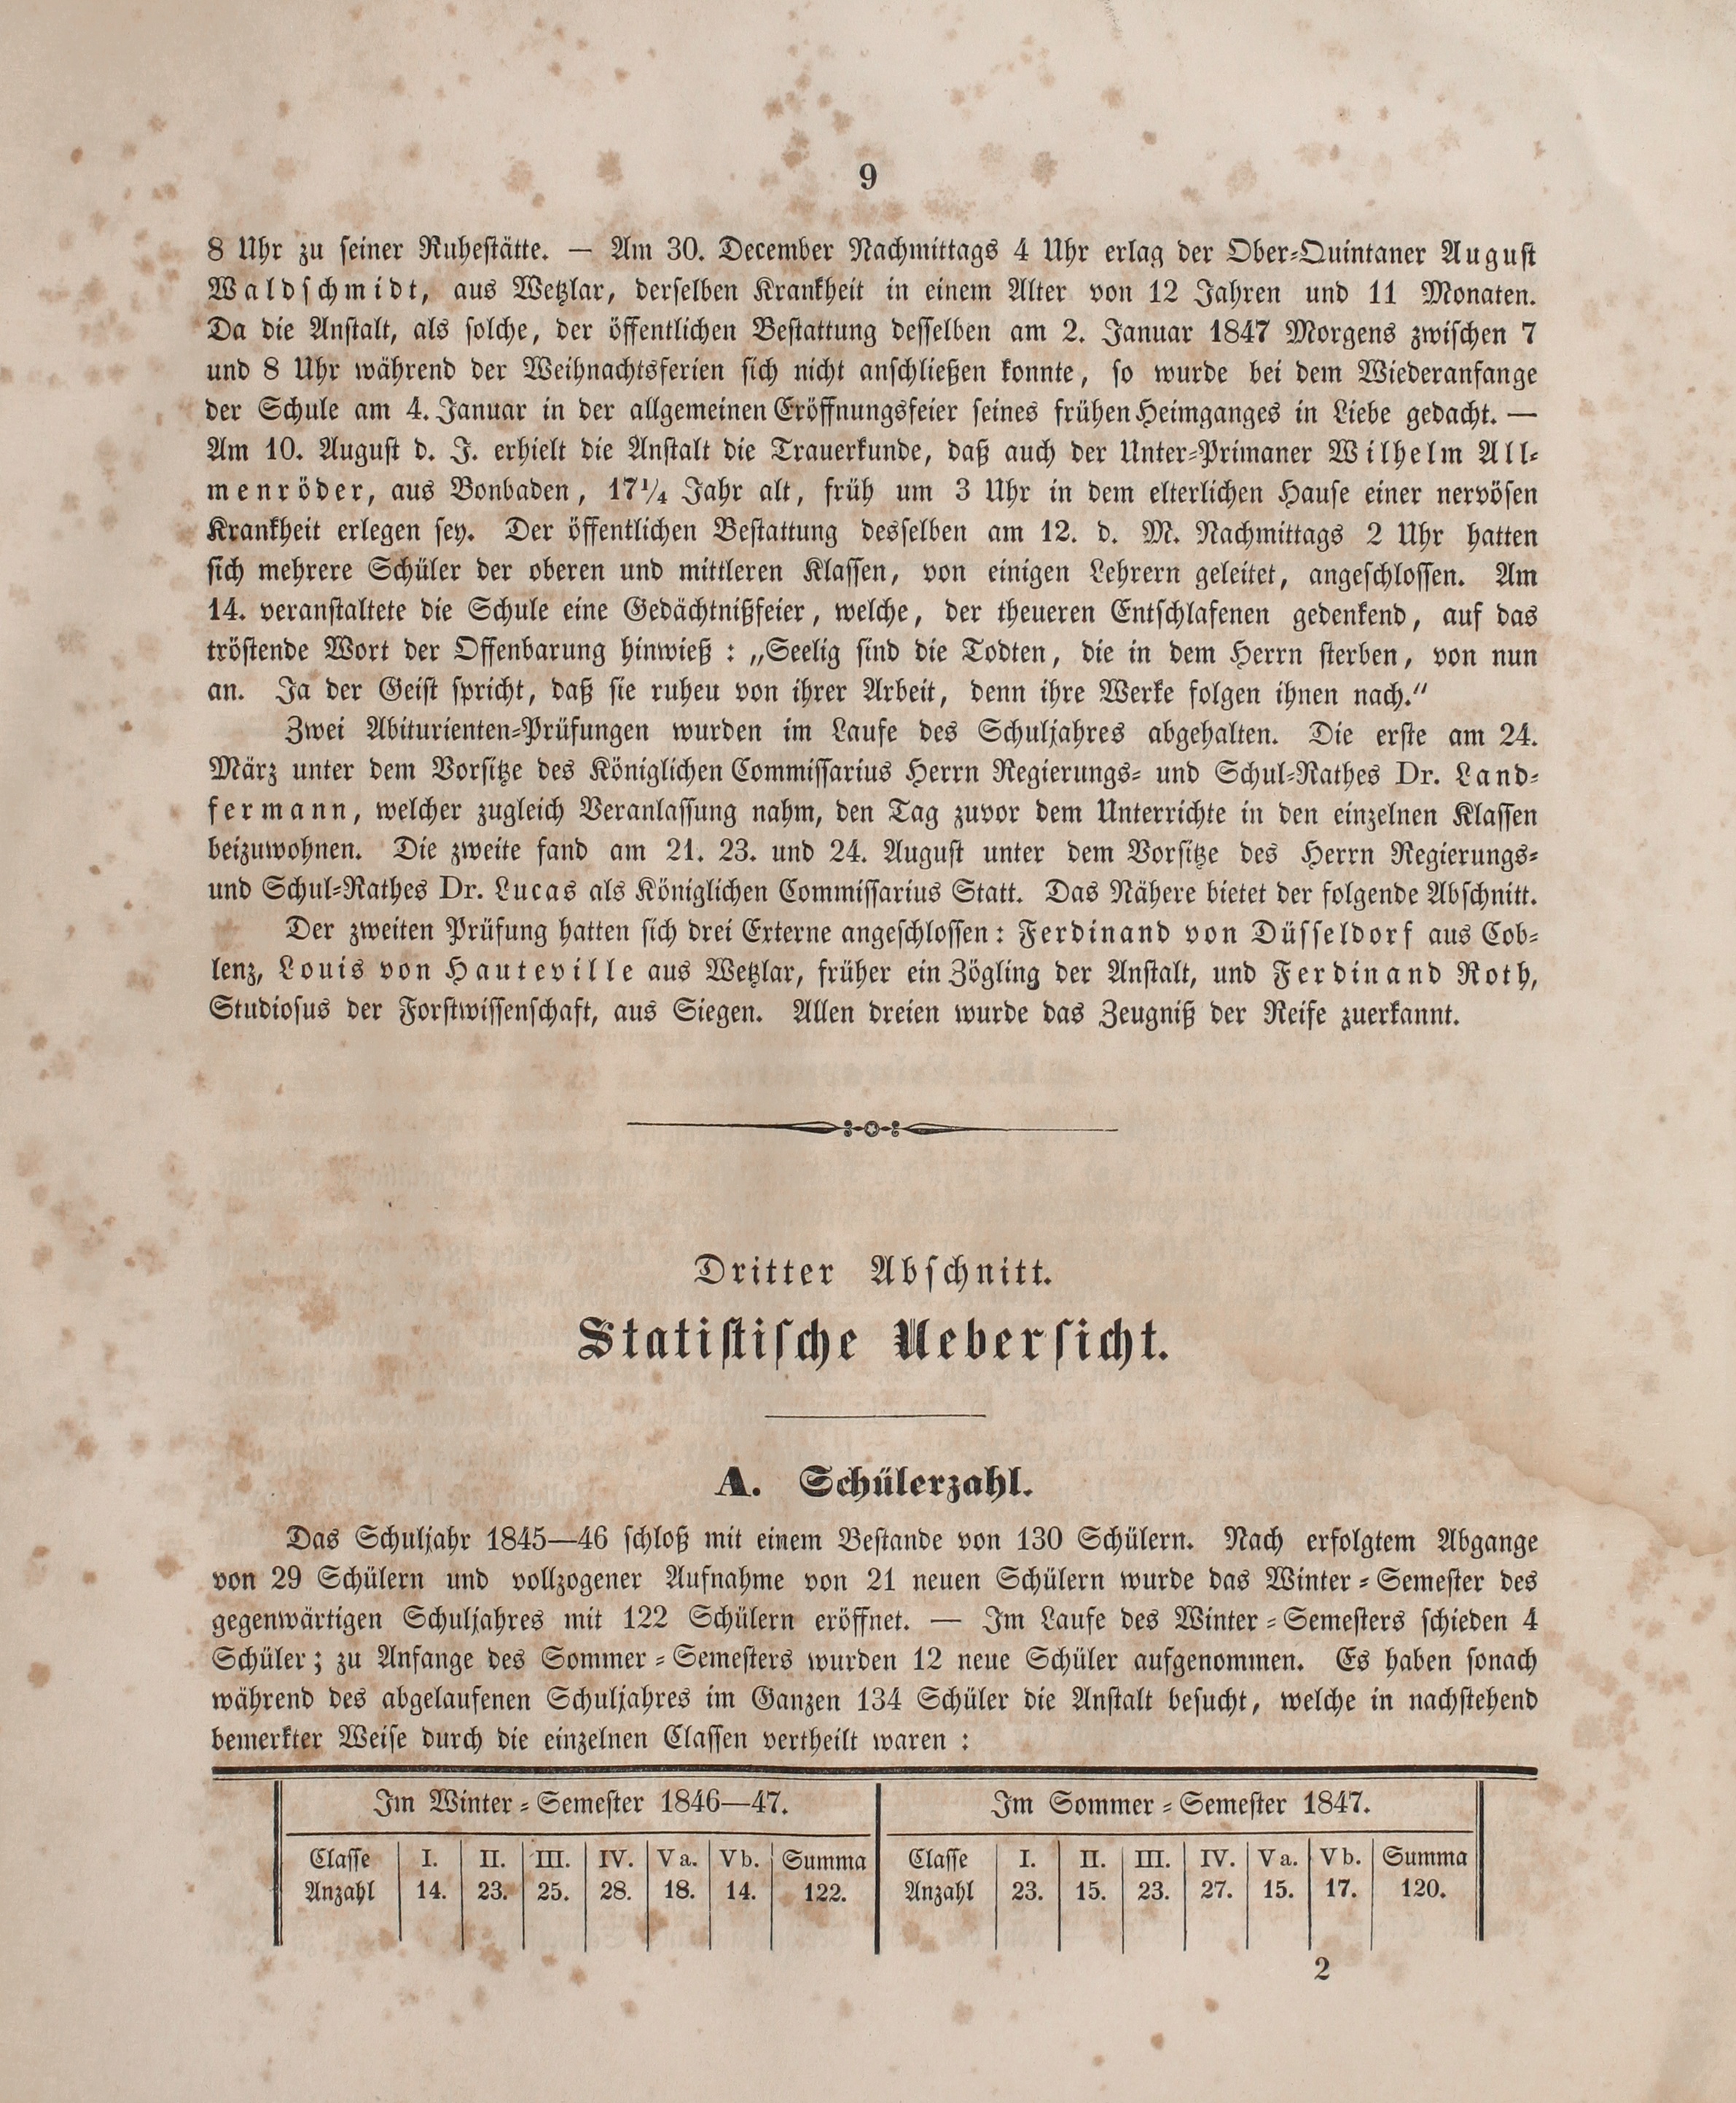 9
8 Uhr zu seiner Ruhestätte. — Am 30. December Nachmittags 4 Uhr erlag der Ober-Quintaner August
Waldschmidt, aus Wetzlar, derselben Krankheit in einem Alter von 12 Jahren und 11 Monaten.
Da die Anstalt, als solche, der öffentlichen Bestattung desselben am 2. Januar 1847 Morgens zwischen 7
und 8 Uhr während der Weihnachtsferien sich nicht anschließen konnte, so wurde bei dem Wiederanfange
der Schule am 4. Januar in der allgemeinen Eröffnungsfeier seines frühen Heimganges in Liebe gedacht. —
Am 10. August d. J. erhielt die Anstalt die Trauerkunde, daß auch der Unter-Primaner Wilhelm All-
menröder, aus Bonbaden, 17¼ Jahr alt, früh um 3 Uhr in dem elterlichen Hause einer nervösen
Krankheit erlegen sey. Der öffentlichen Bestattung desselben am 12. d. M. Nachmittags 2 Uhr hatten
sich mehrere Schüler der oberen und mittleren Klassen, von einigen Lehrern geleitet, angeschlossen. Am
14. veranstaltete die Schule eine Gedächtnißfeier, welche, der theueren Entschlafenen gedenkend, auf das
tröstende Wort der Offenbarung hinwieß: „Seelig sind die Todten, die in dem Herrn sterben, von nun
an. Ja der Geist spricht, daß sie ruheu von ihrer Arbeit, denn ihre Werke folgen ihnen nach.“
Zwei Abiturienten-Prüfungen wurden im Laufe des Schuljahres abgehalten. Die erste am 24.
März unter dem Vorsitze des Königlichen Commissarius Herrn Regierungs- und Schul-Rathes Dr. Land-
fermann, welcher zugleich Veranlassung nahm, den Tag zuvor dem Unterrichte in den einzelnen Klassen
beizuwohnen. Die zweite fand am 21. 23. und 24. August unter dem Vorsitze des Herrn Regierungs-
und Schul-Rathes Dr. Lucas als Königlichen Commissarius Statt. Das Nähere bietet der folgende Abschnitt.
Der zweiten Prüfung hatten sich drei Externe angeschlossen: Ferdinand von Düsseldorf aus Cob-
lenz, Louis von Hauteville aus Wetzlar, früher ein Zögling der Anstalt, und Ferdinand Roth,
Studiosus der Forstwissenschaft, aus Siegen. Allen dreien wurde das Zeugniß der Reife zuerkannt.
Dritter Abschnitt.
Statistische Uebersicht.
A. Schülerzahl.
Das Schuljahr 1845—46 schloß mit einem Bestande von 130 Schülern. Nach erfolgtem Abgange
von 29 Schülern und vollzogener Aufnahme von 21 neuen Schülern wurde das Winter-Semester des
gegenwärtigen Schuljahres mit 122 Schülern eröffnet. — Im Laufe des Winter-Semesters schieden 4
Schüler; zu Anfange des Sommer-Semesters wurden 12 neue Schüler aufgenommen. Es haben sonach
während des abgelaufenen Schuljahres im Ganzen 134 Schüler die Anstalt besucht, welche in nachstehend
bemerkter Weise durch die einzelnen Classen vertheilt waren:
Im Winter-Semester 1846—47. Im Sommer-Semester 1847.
Classe I. II. III. IV. Va. Vb. Summa Classe I. II. III. IV. Va. Vb. Summa
Anzahl 14. 23. 25. 28. 18. 14. 122. Anzahl 23. 15. 23. 27. 15. 17. 120.
2